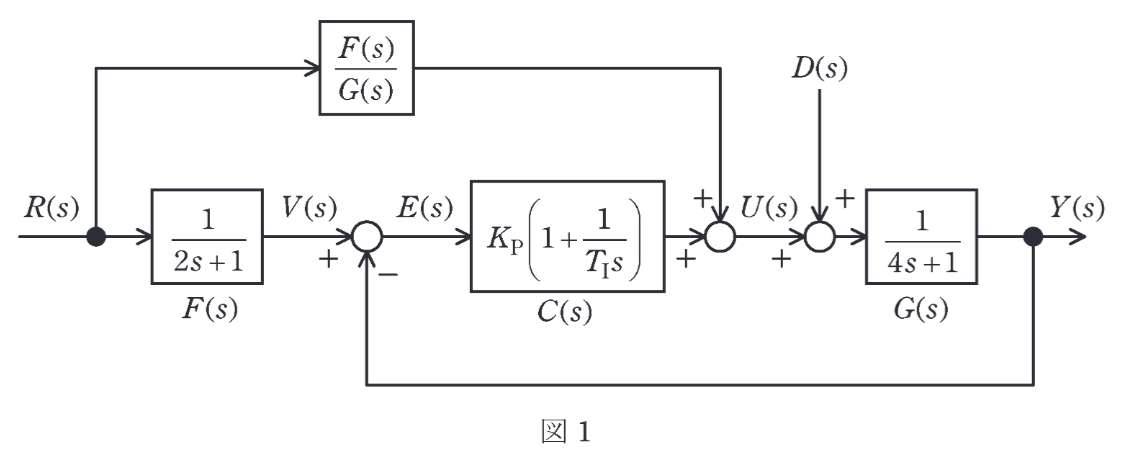 F(s)
G(s)
D(s)
R(s)
1
2s+1
F(s)
V(s)
+
−
E(s)
K_P(1+1/T_I s)
C(s)
+
+
U(s)
+
+
1
4s+1
G(s)
Y(s)
図 1